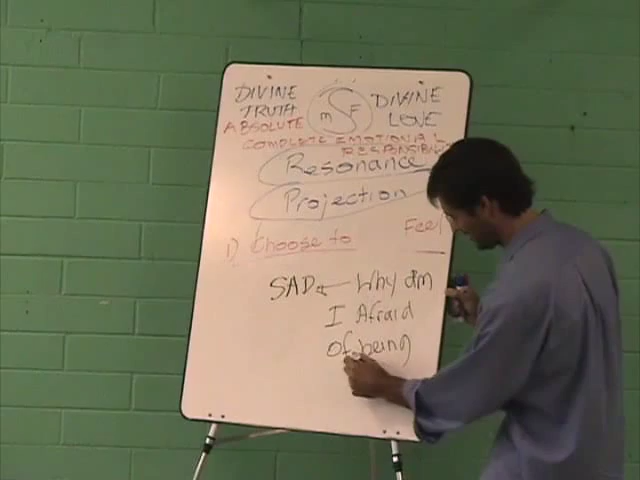 DIVINE TRUTH
m S F
DIVINE LOVE
ABSOLUTE
COMPLETE EMOTIONAL
RESPONSIBI
Resonance
Projection
1) Choose to Feel
SAD ← Why am
I Afraid
of being